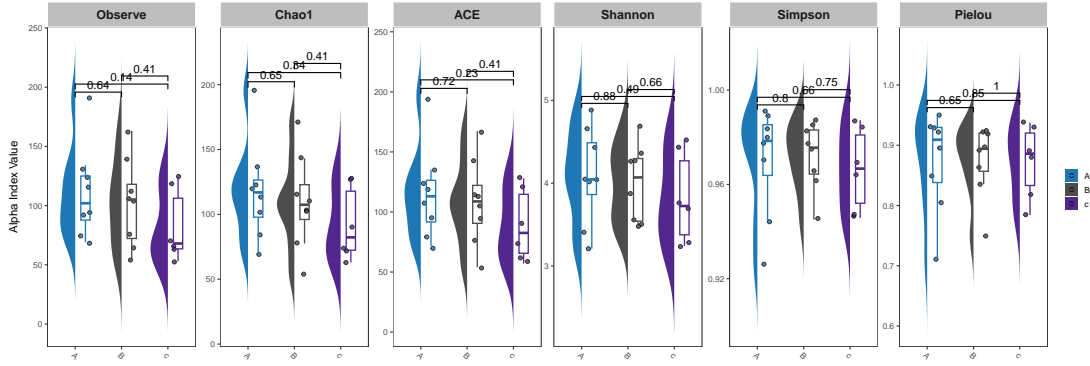 Observe
Chao1
ACE
Shannon
Simpson
Pielou
Alpha Index Value
250
200
150
100
50
0
0.64
0.14
0.41
A
B
c
200
100
0
0.65
0.34
0.41
A
B
c
250
200
150
100
50
0
0.72
0.23
0.41
A
B
c
5
4
3
0.88
0.49
0.66
A
B
c
1.00
0.96
0.92
0.8
0.66
0.75
A
B
c
1.0
0.9
0.8
0.7
0.6
0.65
0.85
1
A
B
c
A
B
c